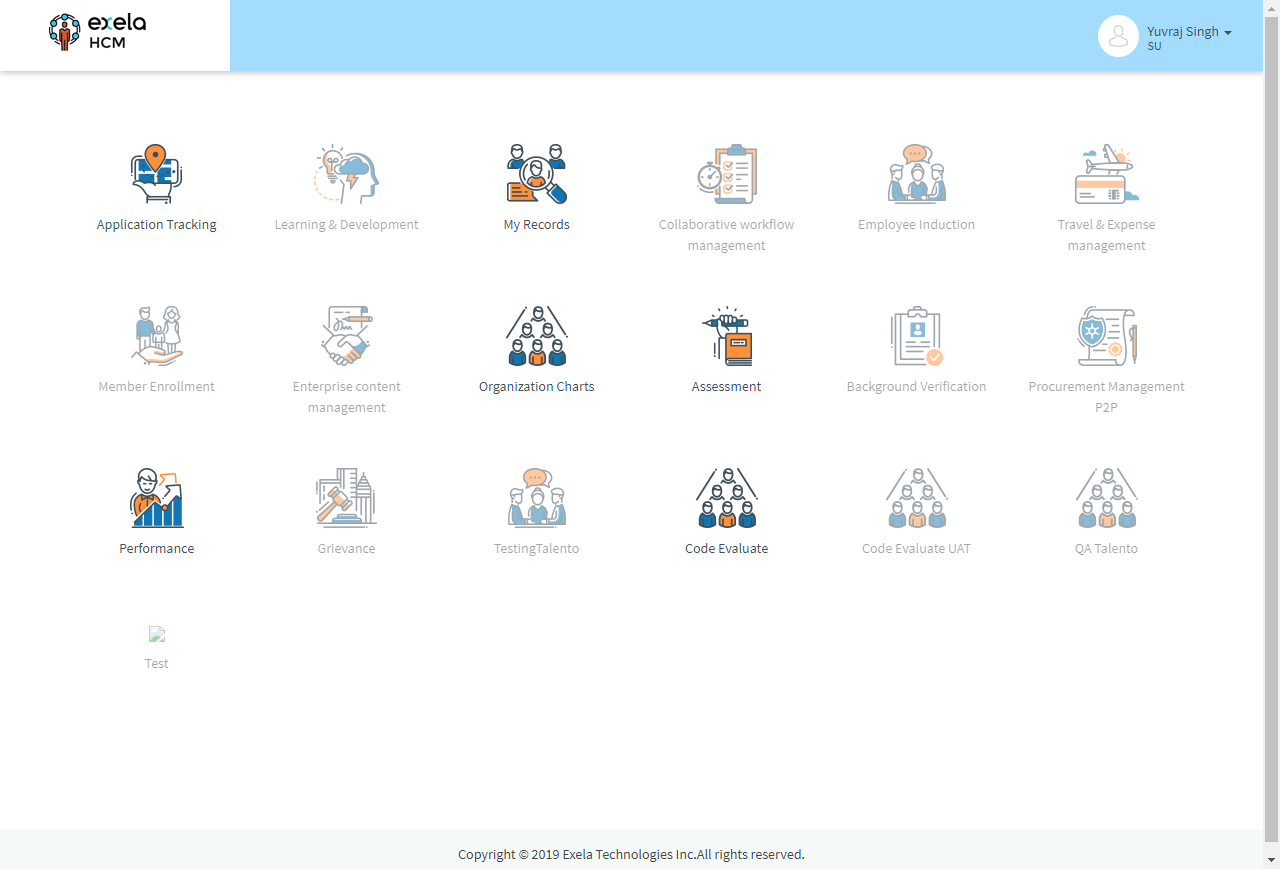 exela
HCM
Yuvraj Singh
SU
Application Tracking
Learning & Development
My Records
Collaborative workflow
management
Employee Induction
Travel & Expense
management
Member Enrollment
Enterprise content
management
Organization Charts
Assessment
Background Verification
Procurement Management
P2P
Performance
Grievance
TestingTalento
Code Evaluate
Code Evaluate UAT
QA Talento
Test
Copyright © 2019 Exela Technologies Inc.All rights reserved.